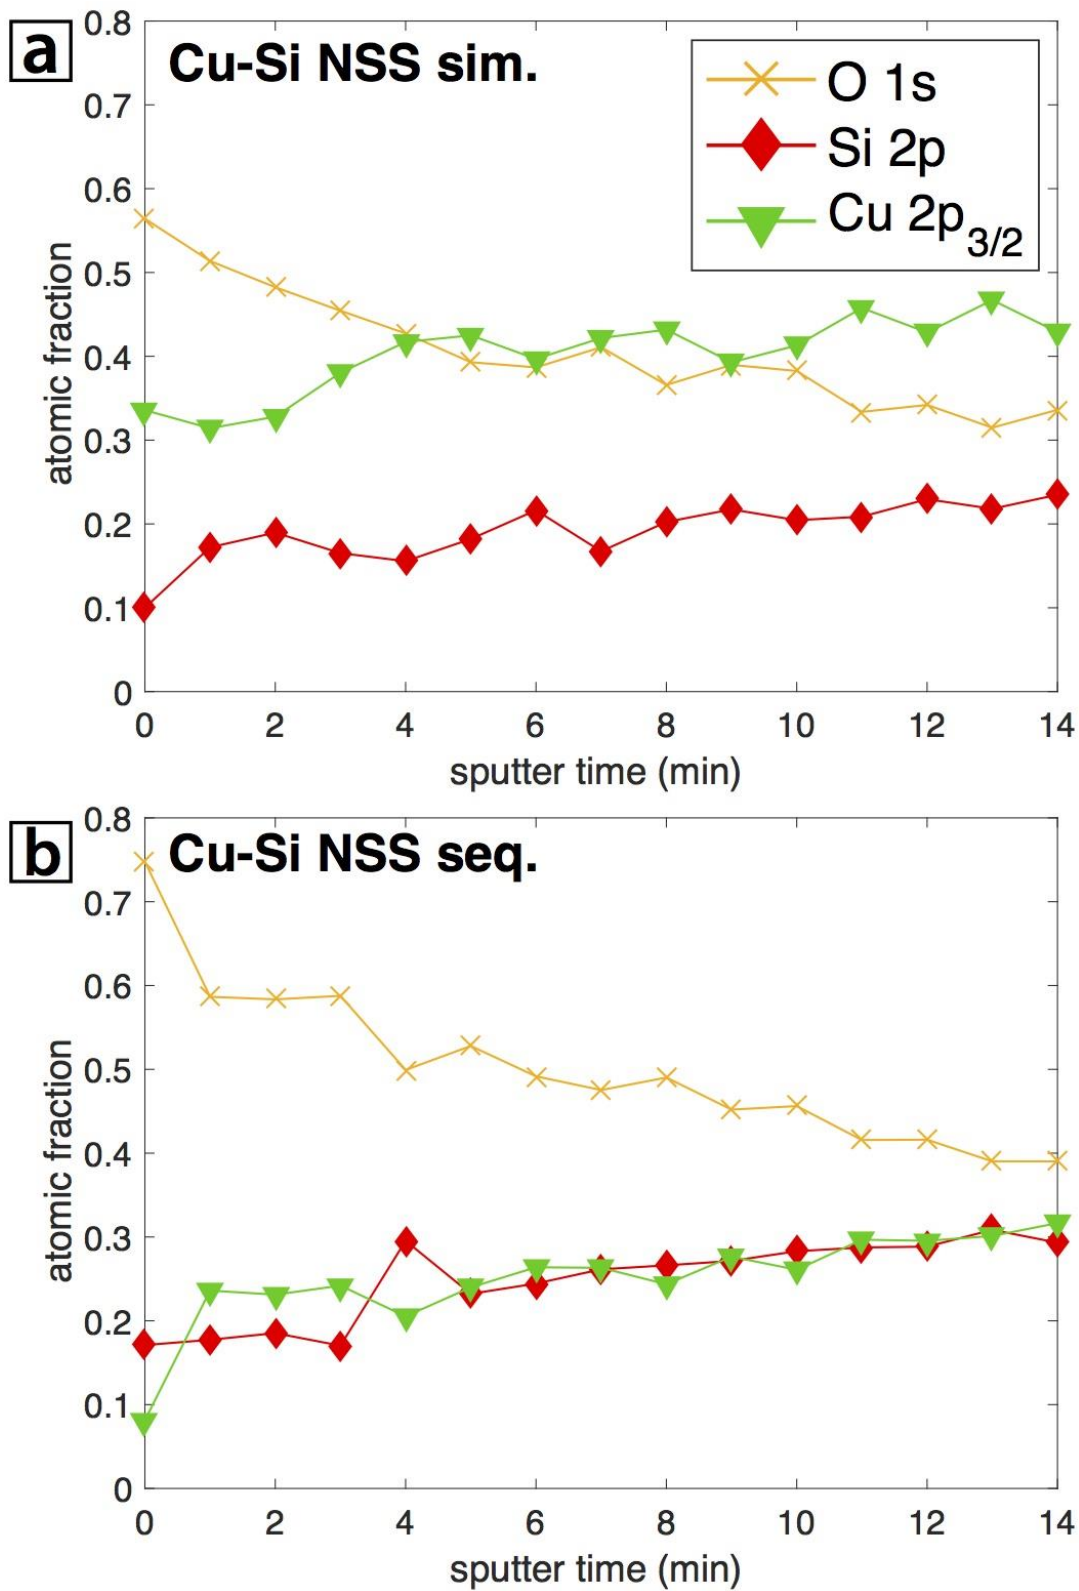 a
Cu-Si NSS sim.
O 1s
Si 2p
Cu 2p3/2
0.8
0.7
0.6
0.5
0.4
0.3
0.2
0.1
0
atomic fraction
0 2 4 6 8 10 12 14
sputter time (min)
b
Cu-Si NSS seq.
0.8
0.7
0.6
0.5
0.4
0.3
0.2
0.1
0
atomic fraction
0 2 4 6 8 10 12 14
sputter time (min)